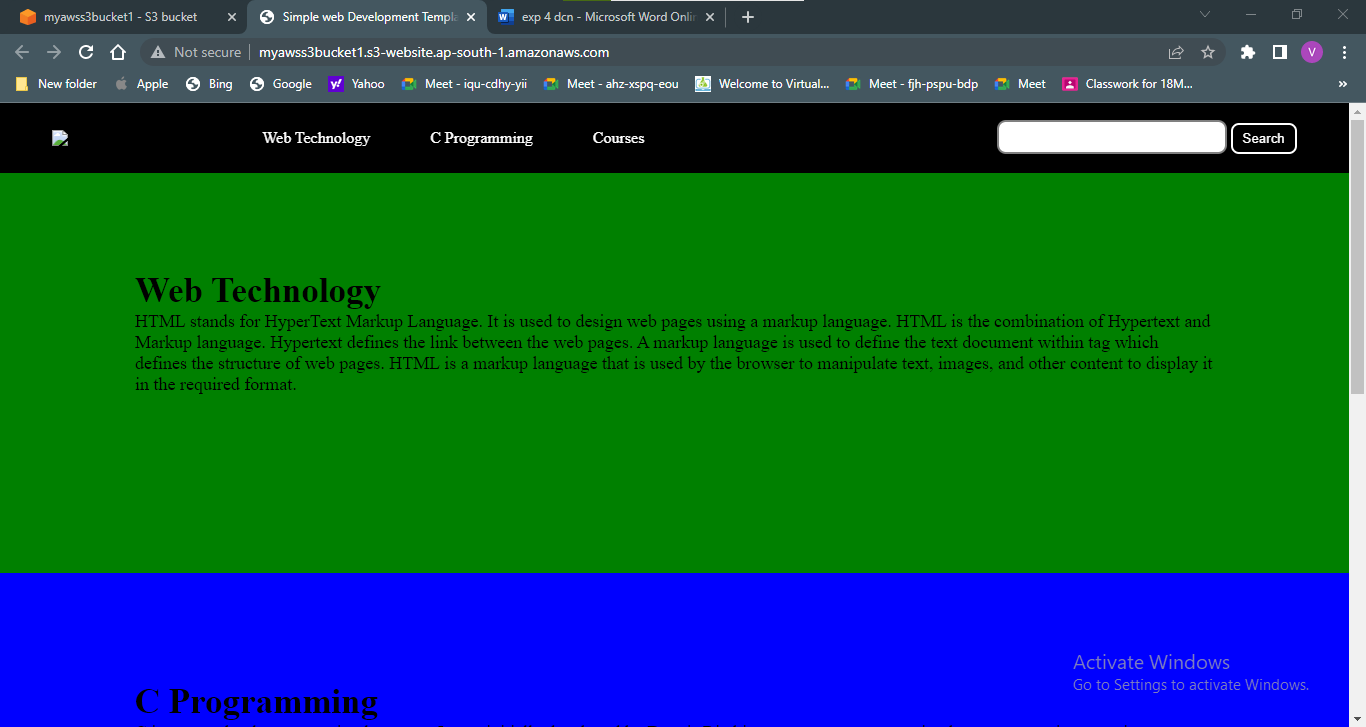 myawss3bucket1 - S3 bucket
Simple web Development Templa
exp 4 dcn - Microsoft Word Onlin
Not secure
myawss3bucket1.s3-website.ap-south-1.amazonaws.com
V
New folder
Apple
Bing
Google
Yahoo
Meet - iqu-cdhy-yii
Meet - ahz-xspq-eou
Welcome to Virtual...
Meet - fjh-pspu-bdp
Meet
Classwork for 18M...
»
Web Technology
C Programming
Courses
Search
Web Technology
HTML stands for HyperText Markup Language. It is used to design web pages using a markup language. HTML is the combination of Hypertext and
Markup language. Hypertext defines the link between the web pages. A markup language is used to define the text document within tag which
defines the structure of web pages. HTML is a markup language that is used by the browser to manipulate text, images, and other content to display it
in the required format.
C Programming
Activate Windows
Go to Settings to activate Windows.